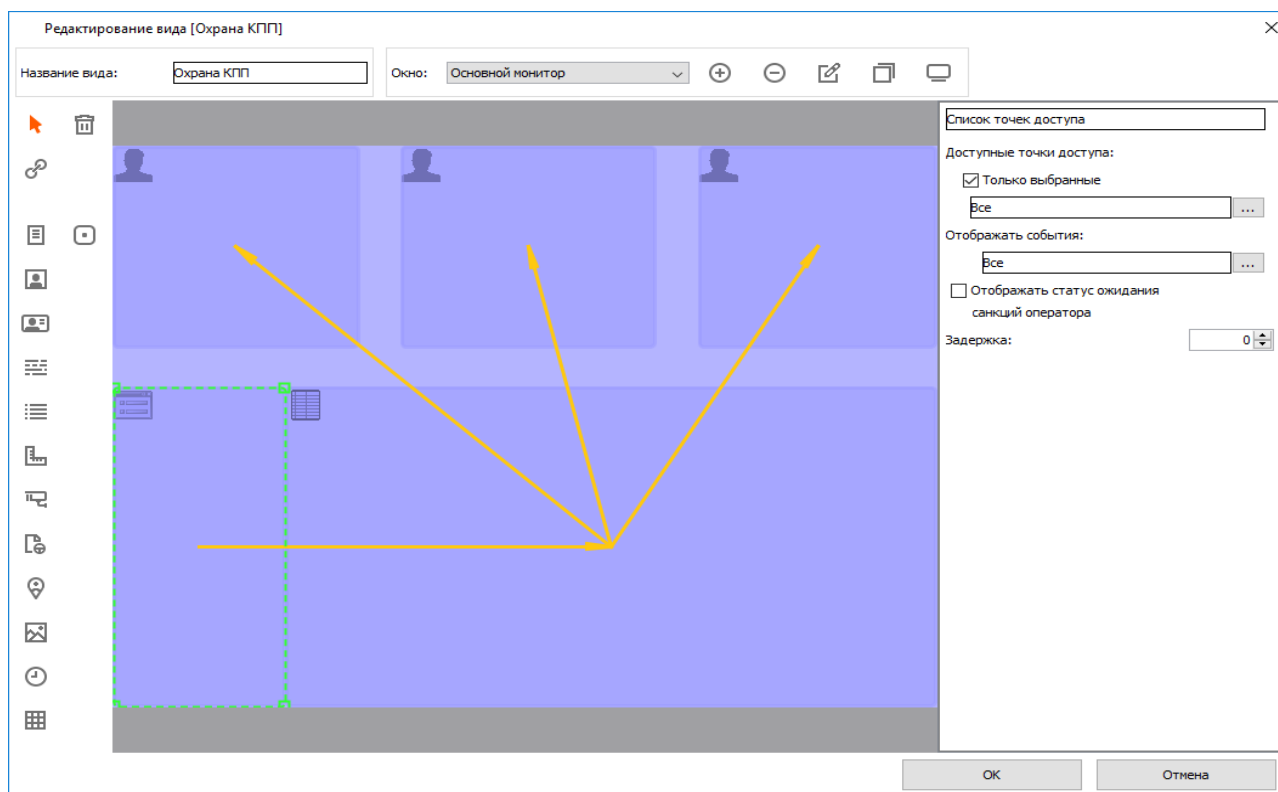 Редактирование вида [Охрана КПП]
Название вида: Охрана КПП Окно: Основной монитор
Список точек доступа
Доступные точки доступа:
Только выбранные
Все ...
Отображать события:
Все ...
Отображать статус ожидания
санкций оператора
Задержка: 0
OK Отмена